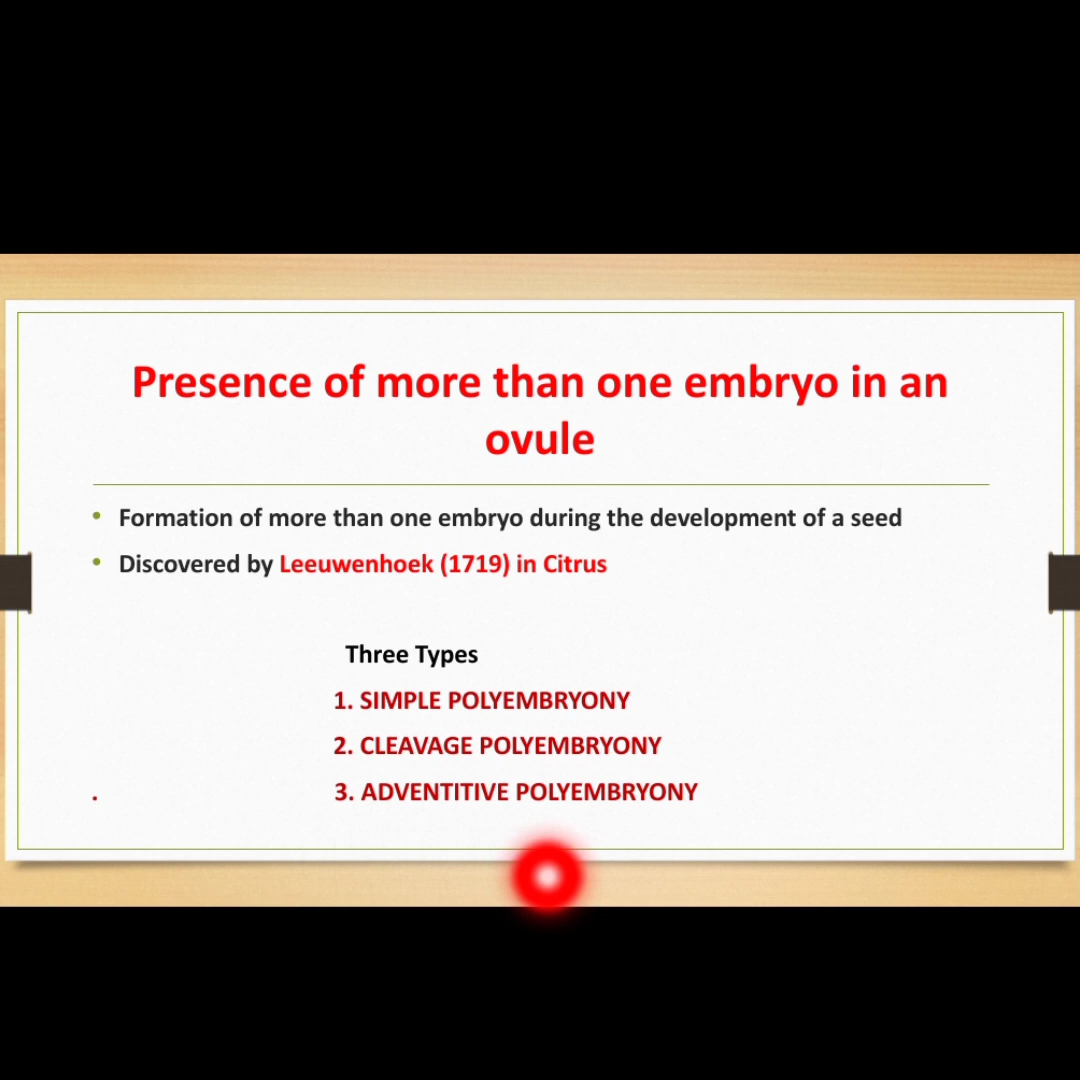 Presence of more than one embryo in an
ovule
• Formation of more than one embryo during the development of a seed
• Discovered by Leeuwenhoek (1719) in Citrus
Three Types
1. SIMPLE POLYEMBRYONY
2. CLEAVAGE POLYEMBRYONY
. 3. ADVENTITIVE POLYEMBRYONY